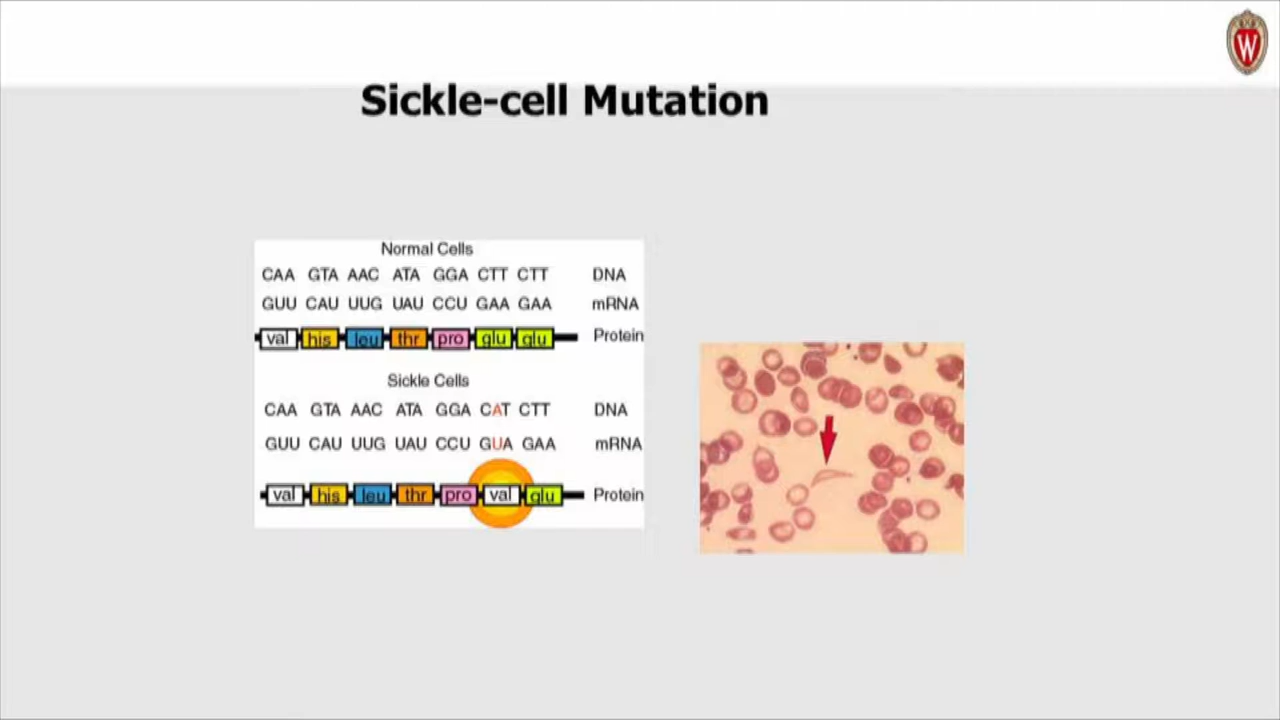 W
Sickle-cell Mutation
Normal Cells
CAA GTA AAC ATA GGA CTT CTT DNA
GUU CAU UUG UAU CCU GAA GAA mRNA
val his leu thr pro glu glu Protein
Sickle Cells
CAA GTA AAC ATA GGA CAT CTT DNA
GUU CAU UUG UAU CCU GUA GAA mRNA
val his leu thr pro val glu Protein